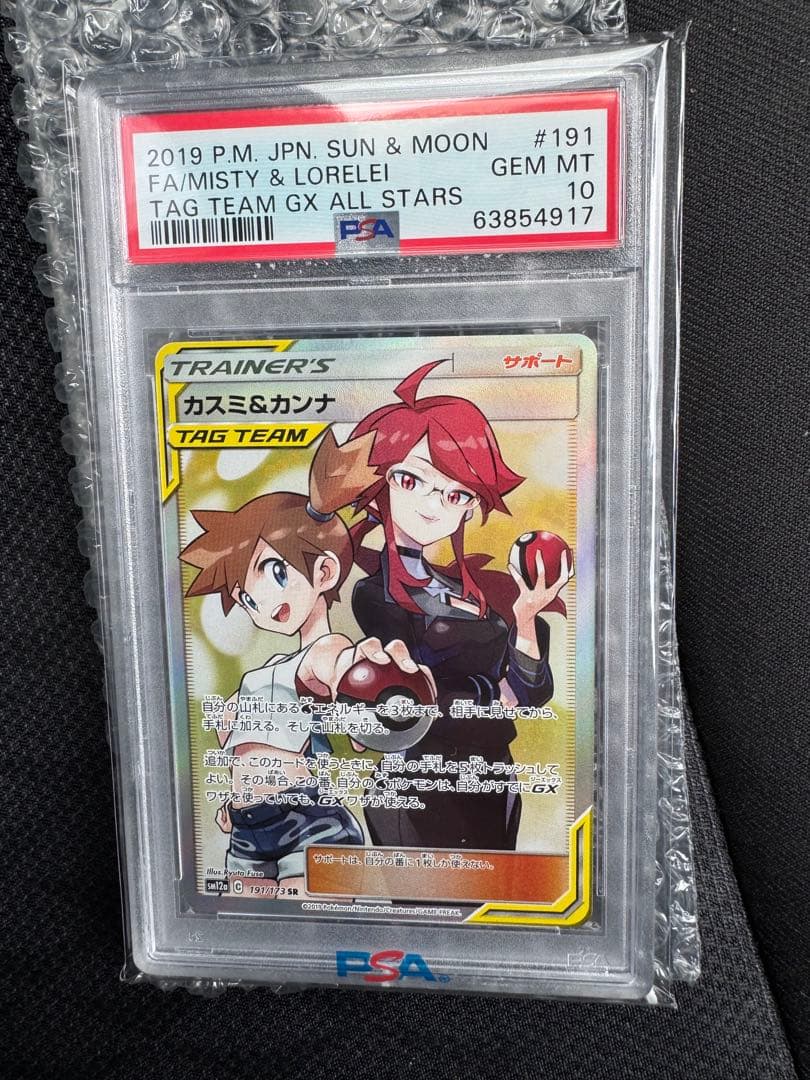 2019 P.M. JPN. SUN & MOON #191
FA/MISTY & LORELEI GEM MT
TAG TEAM GX ALL STARS 10
PSA 63854917
TRAINER'S サポート
カスミ&カンナ
TAG TEAM
自分の山札にあるエネルギーを3枚まで、相手に見せてから、
手札に加える。そして山札を切る。
追加で、このカードを使うときに、自分の手札を5枚トラッシュして
よい。その場合、この番、自分のポケモンは、自分がすでにGX
ワザを使っていても、GXワザが使える。
サポートは、自分の番に1枚しか使えない。
Illus.Ryuta Fuse
sm12a C 191/173 SR
©2019 Pokémon/Nintendo/Creatures/GAME FREAK.
PSA